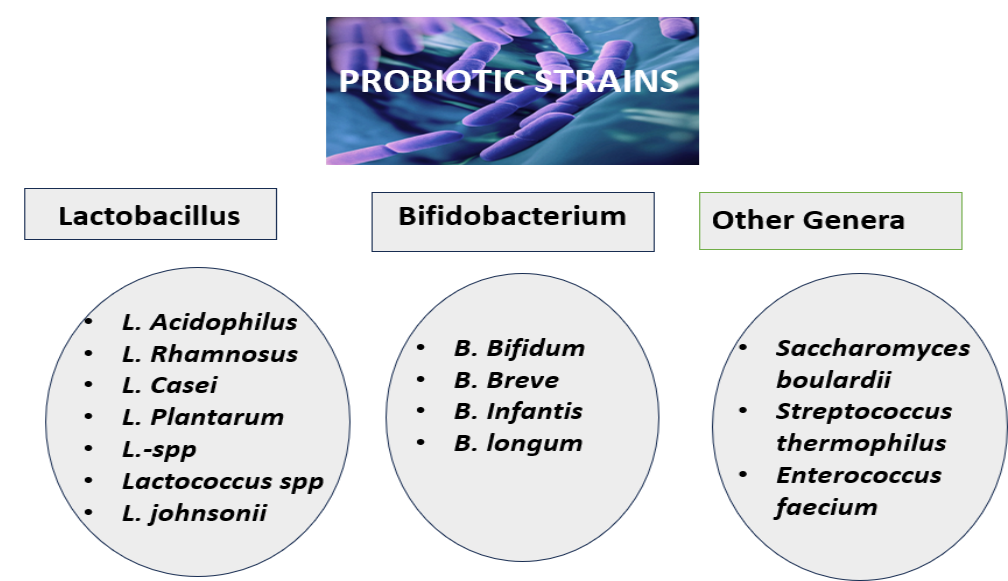 PROBIOTIC STRAINS
Lactobacillus
• L. Acidophilus
• L. Rhamnosus
• L. Casei
• L. Plantarum
• L.-spp
• Lactococcus spp
• L. johnsonii
Bifidobacterium
• B. Bifidum
• B. Breve
• B. Infantis
• B. longum
Other Genera
• Saccharomyces
boulardii
• Streptococcus
thermophilus
• Enterococcus
faecium